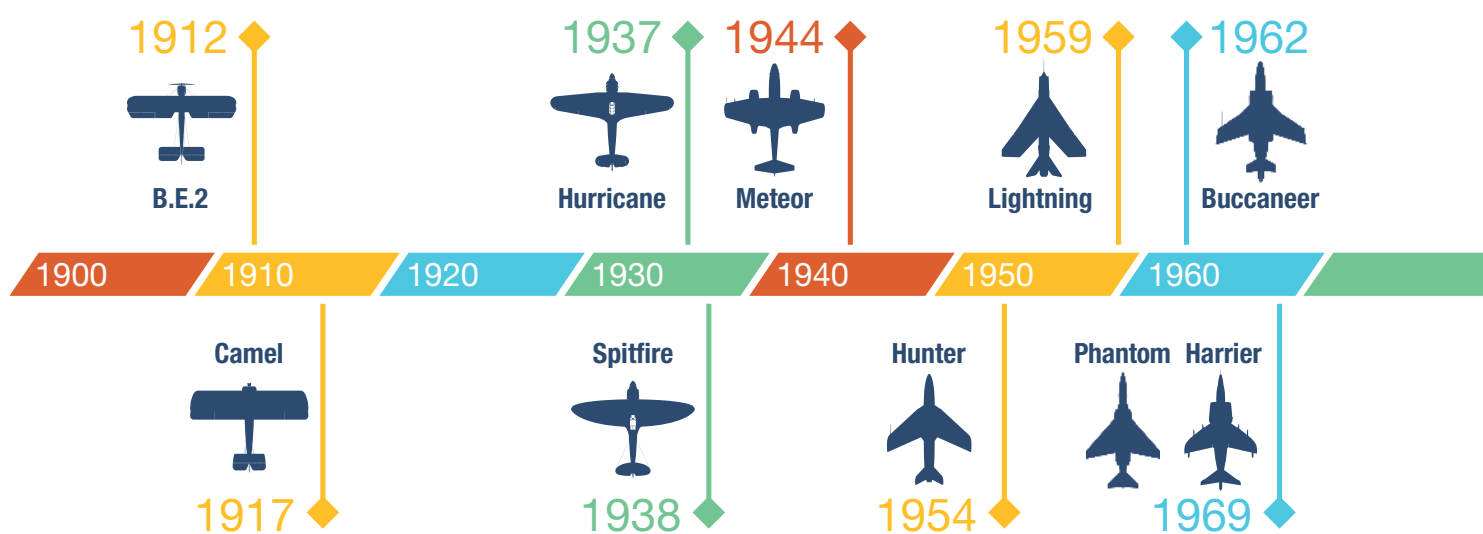 1912
1937
1944
1959
1962
B.E.2
Hurricane
Meteor
Lightning
Buccaneer
1900
1910
1920
1930
1940
1950
1960
Camel
Spitfire
Hunter
Phantom
Harrier
1917
1938
1954
1969